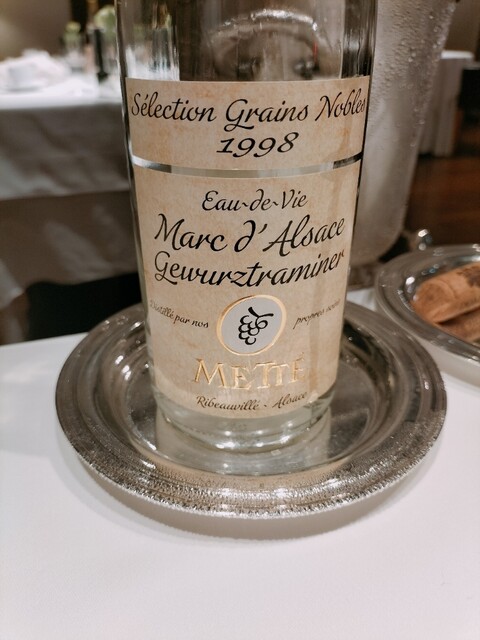 Sélection Grains Nobles
1998
Eau~de~Vie
Marc d'Alsace
Gewurztraminer
Distillé par nos propres soins
METTÉ
Ribeauvillé - Alsace